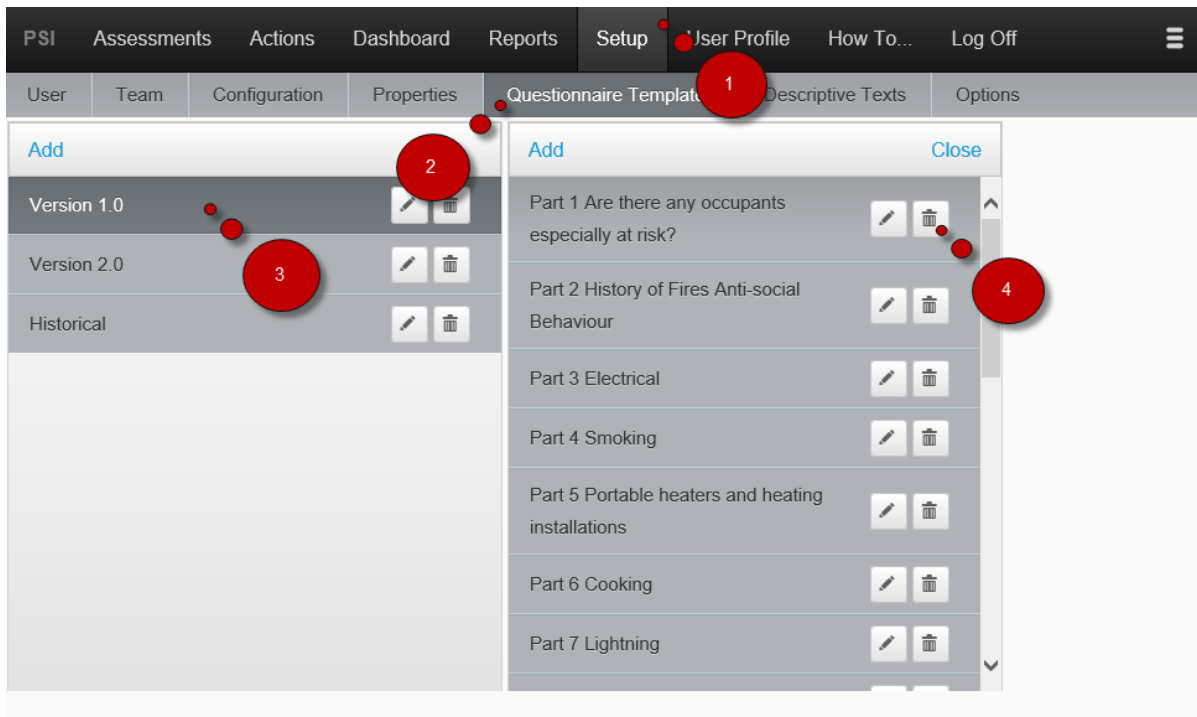 PSI Assessments Actions Dashboard Reports Setup User Profile How To... Log Off
1
User Team Configuration Properties Questionnaire Templat Descriptive Texts Options
Add
2
Add Close
Version 1.0
Part 1 Are there any occupants
especially at risk?
Version 2.0
3
4
Part 2 History of Fires Anti-social
Behaviour
Historical
Part 3 Electrical
Part 4 Smoking
Part 5 Portable heaters and heating
installations
Part 6 Cooking
Part 7 Lightning